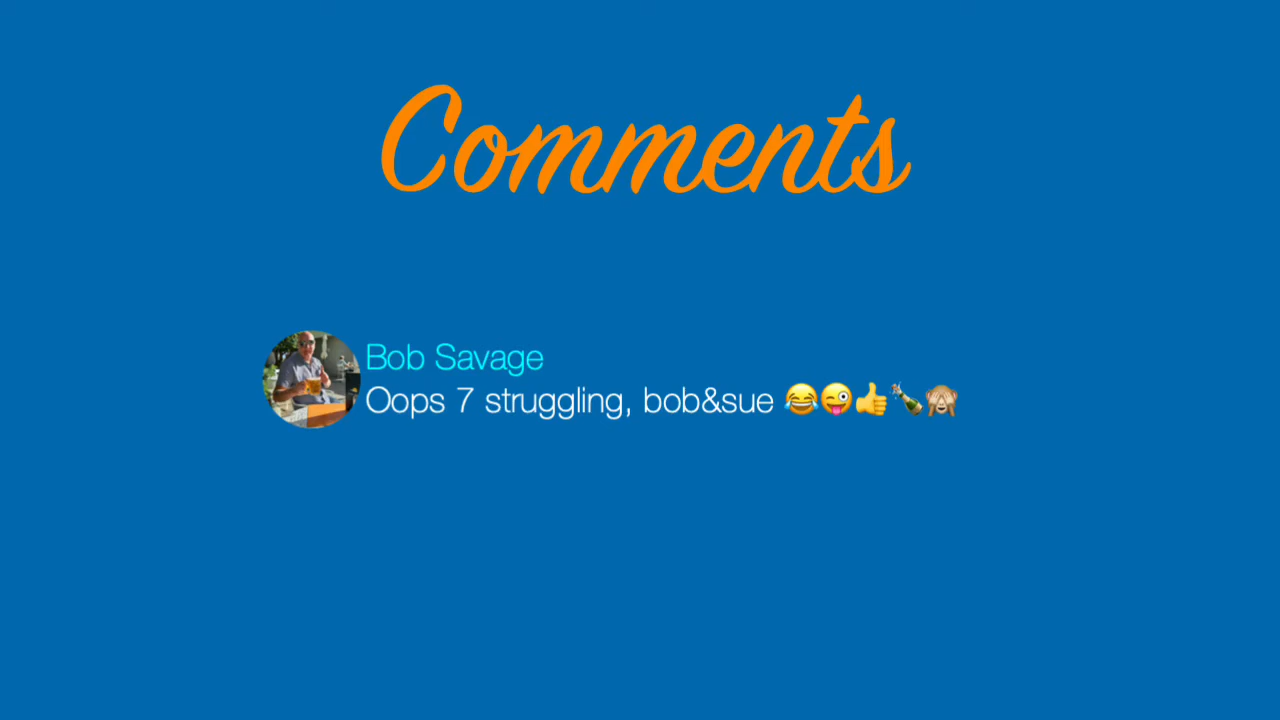 Comments
Bob Savage
Oops 7 struggling, bob&sue 😂😜👍🍾🙈